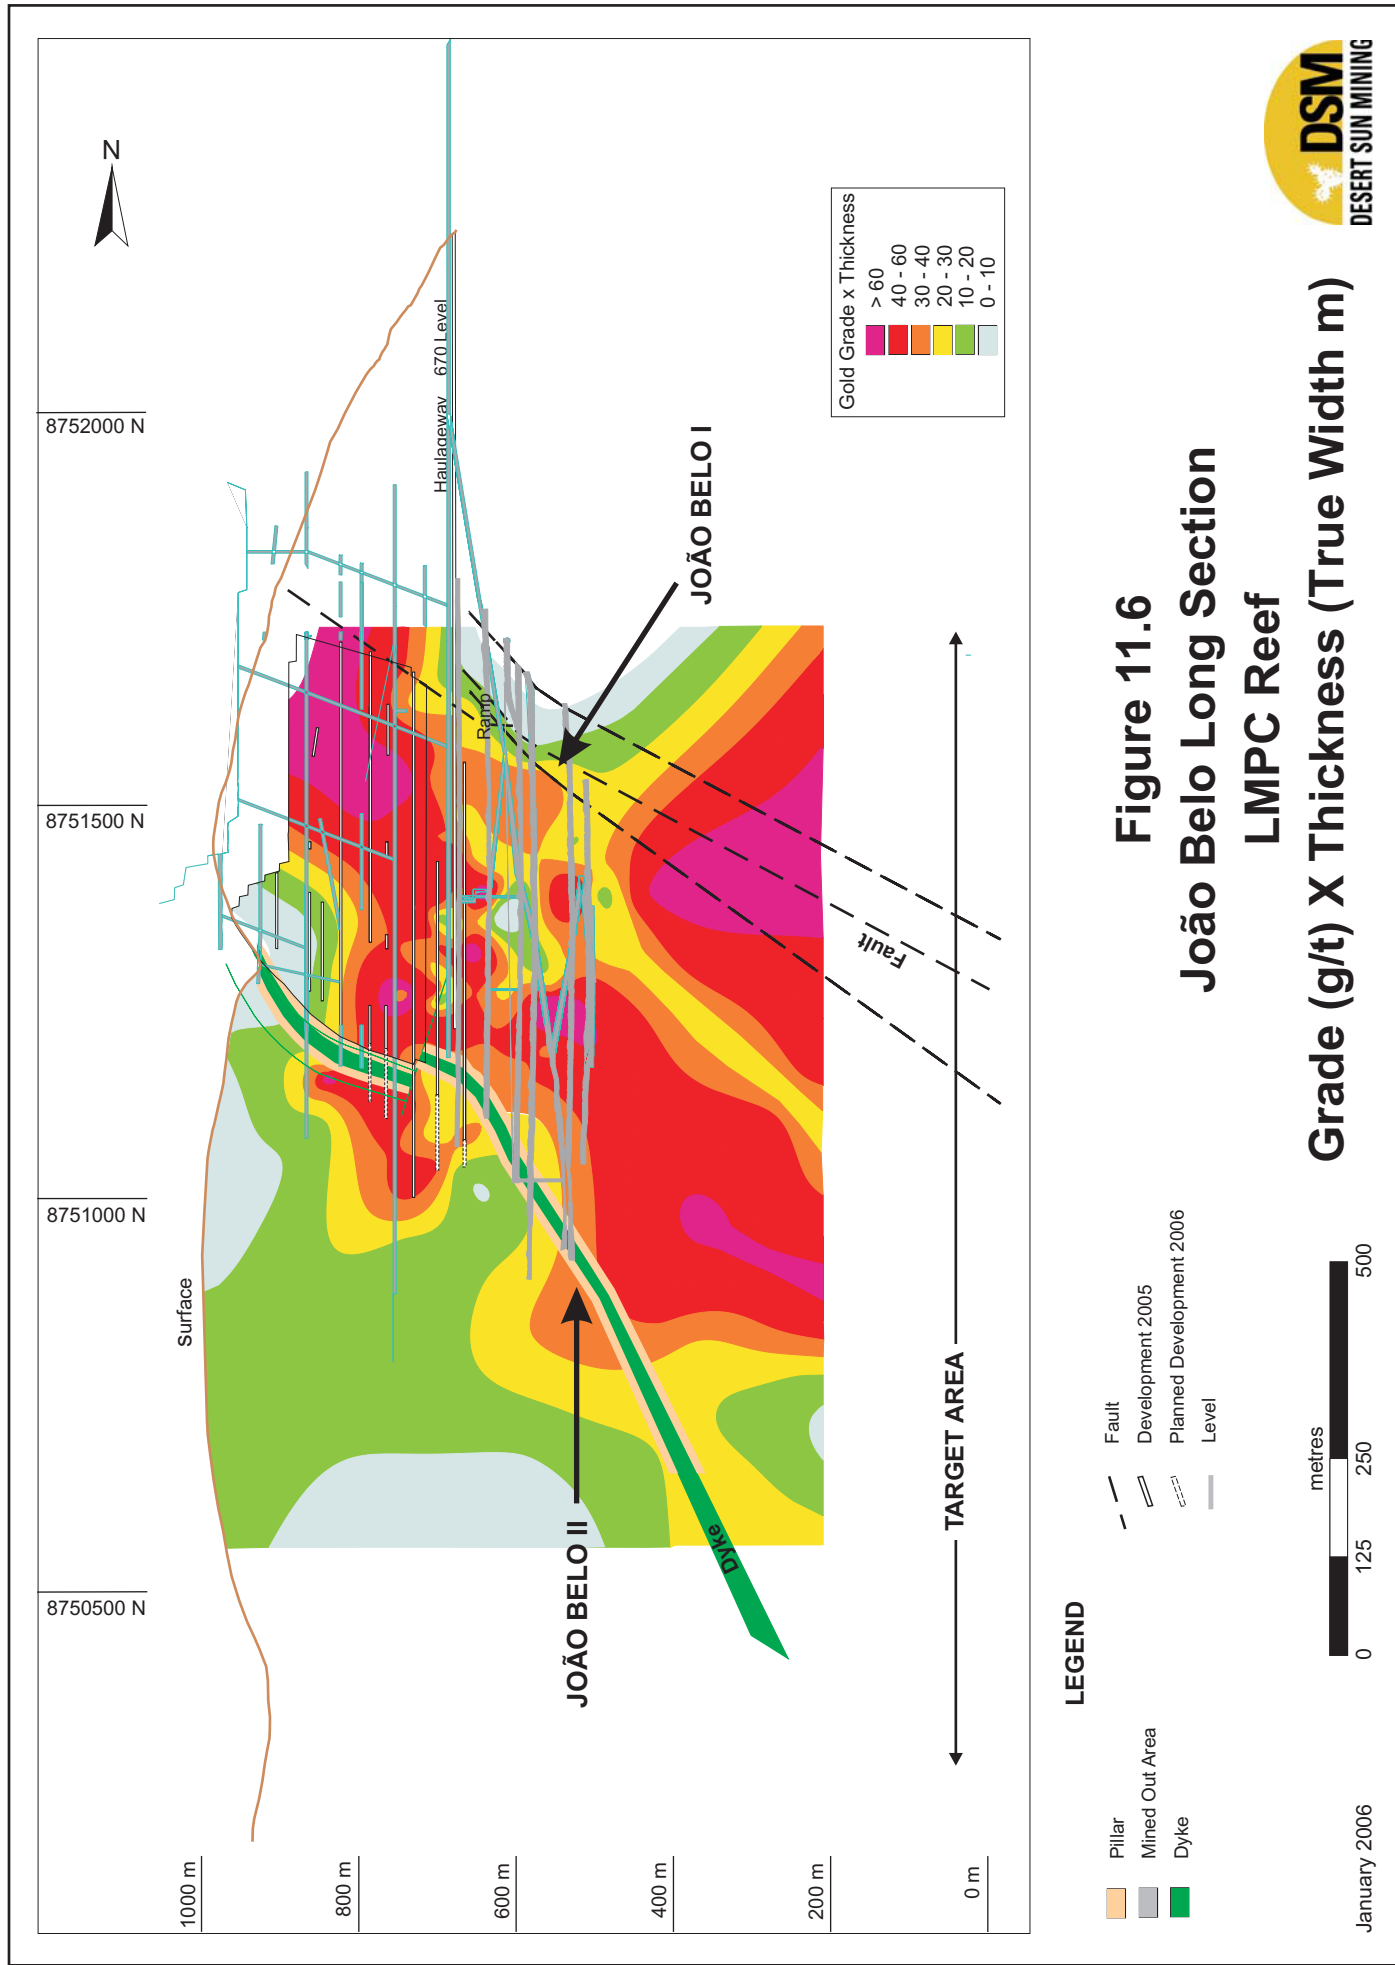 N
8750500 N
8751000 N
8751500 N
8752000 N
Surface
1000 m
800 m
600 m
400 m
200 m
0 m
Haulageway 670 Level
Ramp
JOÃO BELO II
JOÃO BELO I
Fault
Dyke
TARGET AREA
Gold Grade x Thickness
> 60
40 - 60
30 - 40
20 - 30
10 - 20
0 - 10
LEGEND
Pillar
Mined Out Area
Dyke
Fault
Development 2005
Planned Development 2006
Level
metres
0 125 250 500
Figure 11.6
João Belo Long Section
LMPC Reef
Grade (g/t) X Thickness (True Width m)
January 2006
DSM
DESERT SUN MINING